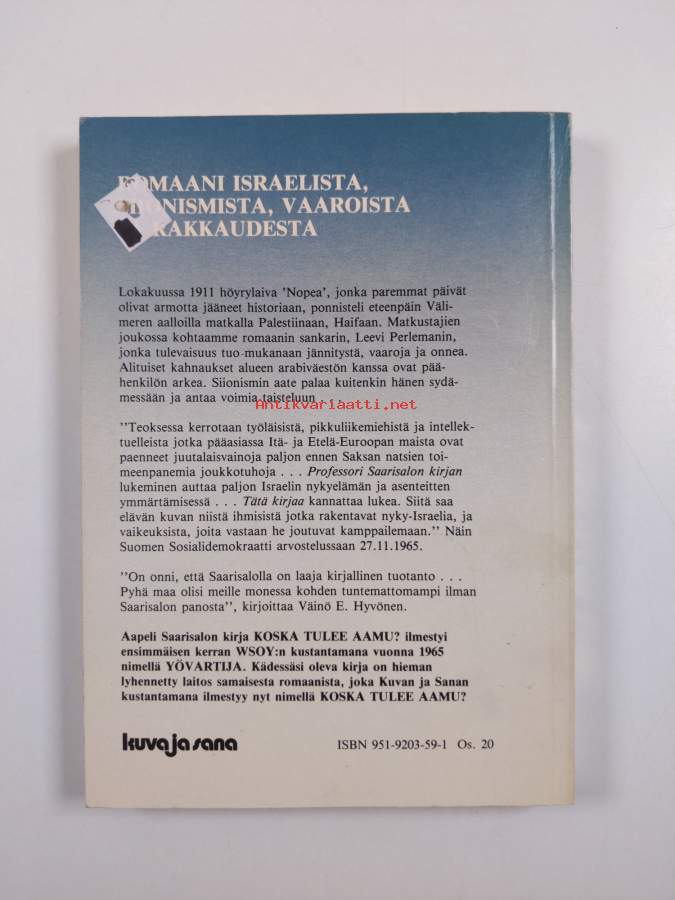 ROMAANI ISRAELISTA,
SIIONISMISTA, VAAROISTA
RAKKAUDESTA
Lokakuussa 1911 höyrylaiva 'Nopea', jonka paremmat päivät
olivat armotta jääneet historiaan, ponnisteli eteenpäin Väli-
meren aalloilla matkalla Palestiinaan, Haifaan. Matkustajien
joukossa kohtaamme romaanin sankarin, Leevi Perlemanin,
jonka tulevaisuus tuo mukanaan jännitystä, vaaroja ja onnea.
Alituiset kahnaukset alueen arabiväestön kanssa ovat pää-
henkilön arkea. Siionismin aate palaa kuitenkin hänen sydä-
messään ja antaa voimia taisteluun . . .
Antikvariaatti.net
''Teoksessa kerrotaan työläisistä, pikkuliikemiehistä ja intellek-
tuelleista jotka pääasiassa Itä- ja Etelä-Euroopan maista ovat
paenneet juutalaisvainoja paljon ennen Saksan natsien toi-
meenpanemia joukkotuhoja . . . Professori Saarisalon kirjan
lukeminen auttaa paljon Israelin nykyelämän ja asenteitten
ymmärtämisessä . . . Tätä kirjaa kannattaa lukea. Siitä saa
elävän kuvan niistä ihmisistä jotka rakentavat nyky-Israelia, ja
vaikeuksista, joita vastaan he joutuvat kamppailemaan.'' Näin
Suomen Sosialidemokraatti arvostelussaan 27.11.1965.
''On onni, että Saarisalolla on laaja kirjallinen tuotanto . . .
Pyhä maa olisi meille monessa kohden tuntemattomampi ilman
Saarisalon panosta'', kirjoittaa Väinö E. Hyvönen.
Aapeli Saarisalon kirja KOSKA TULEE AAMU? ilmestyi
ensimmäisen kerran WSOY:n kustantamana vuonna 1965
nimellä YÖVARTIJA. Kädessäsi oleva kirja on hieman
lyhennetty laitos samaisesta romaanista, joka Kuvan ja Sanan
kustantamana ilmestyy nyt nimellä KOSKA TULEE AAMU?
kuva ja sana
ISBN 951-9203-59-1 Os. 20